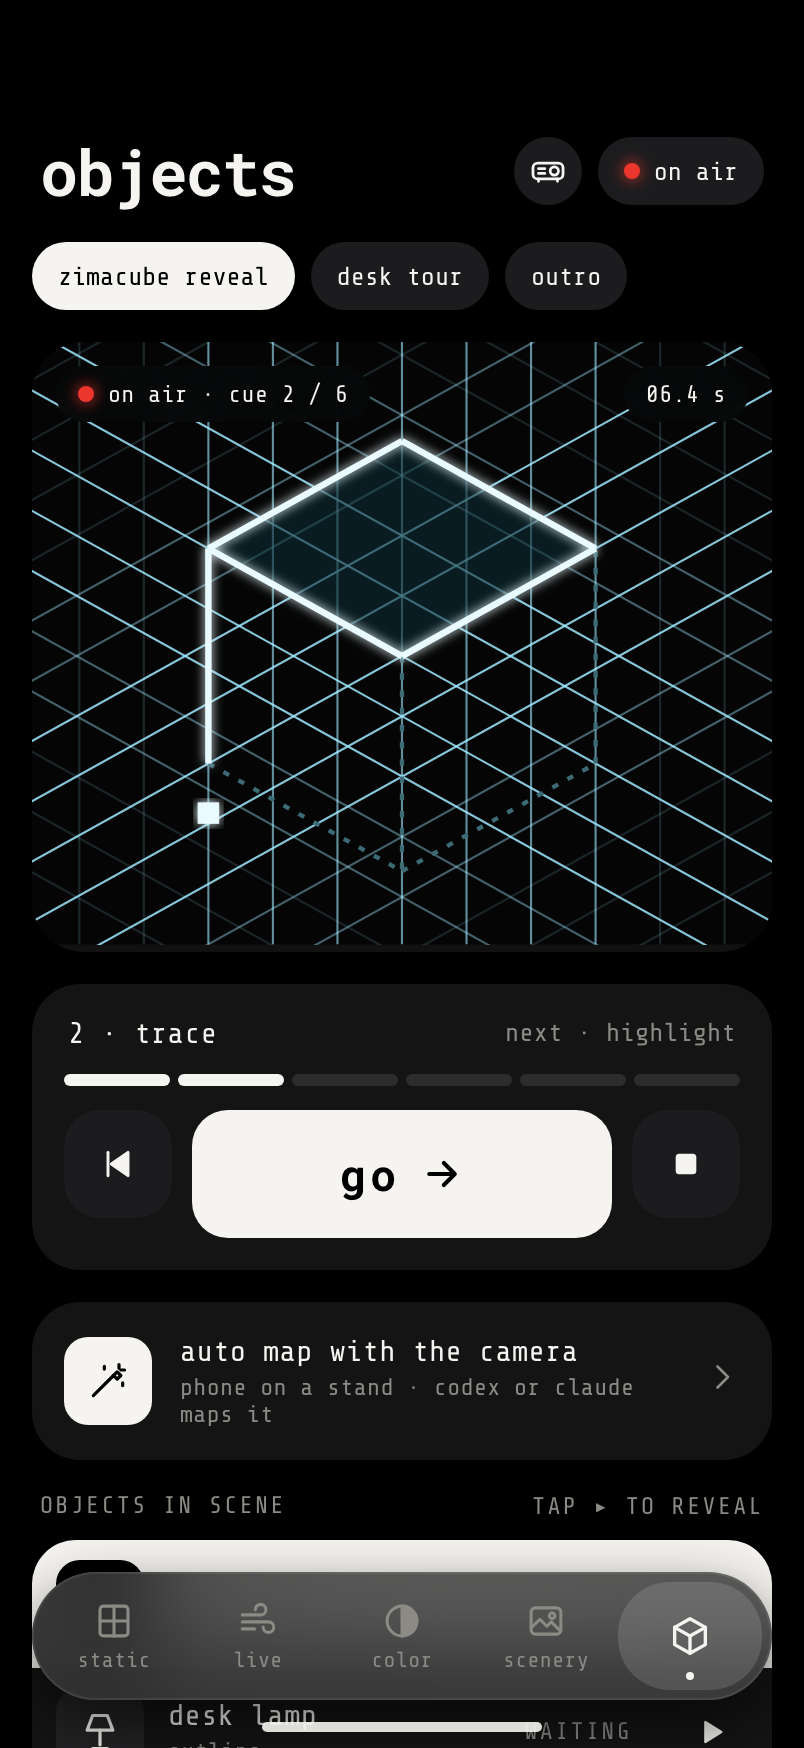 objects
on air
zimacube reveal
desk tour
outro
on air · cue 2 / 6
06.4 s
2 · trace
next · highlight
go →
auto map with the camera
phone on a stand · codex or claude
maps it
OBJECTS IN SCENE
TAP ▸ TO REVEAL
static
live
color
scenery
desk lamp
WAITING